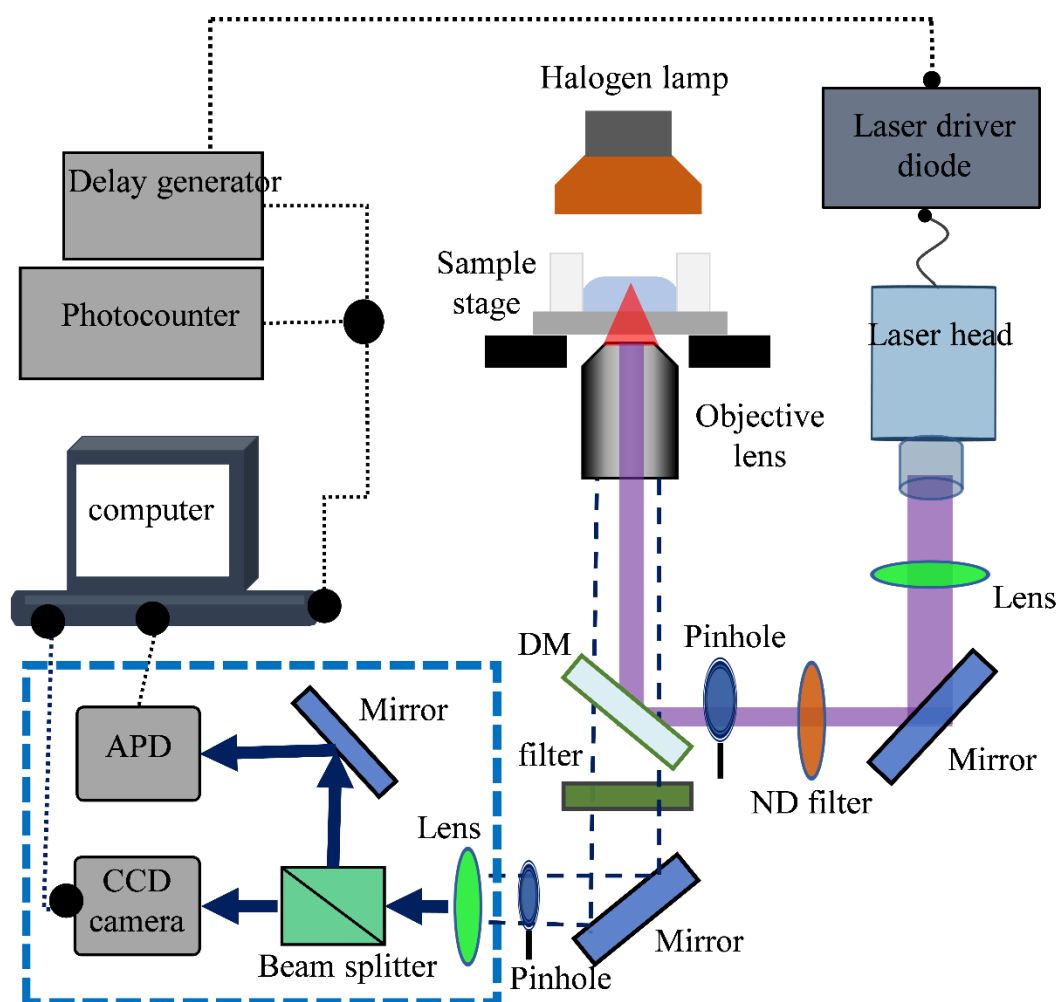 Halogen lamp
Laser driver
diode
Delay generator
Photocounter
Sample
stage
Laser head
Objective
lens
computer
Lens
DM
Pinhole
Mirror
APD
filter
Mirror
ND filter
Lens
CCD
camera
Mirror
Beam splitter
Pinhole